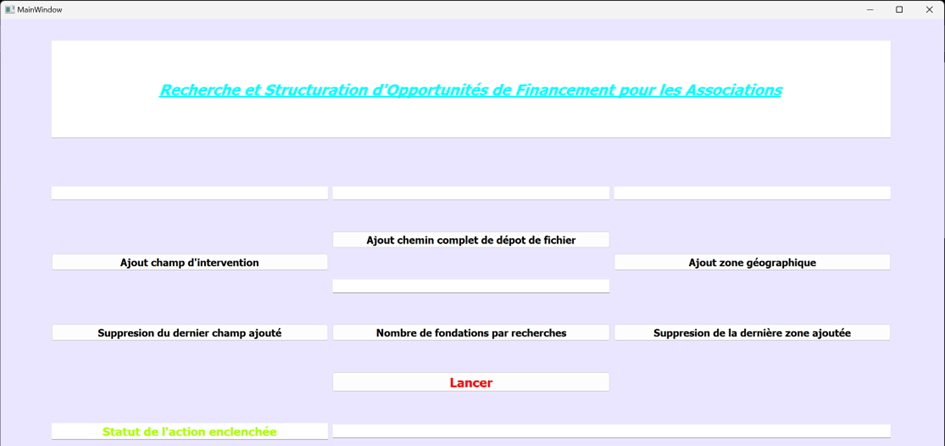 MainWindow
Recherche et Structuration d'Opportunités de Financement pour les Associations
Ajout chemin complet de dépot de fichier
Ajout champ d'intervention
Ajout zone géographique
Suppresion du dernier champ ajouté
Nombre de fondations par recherches
Suppresion de la dernière zone ajoutée
Lancer
Statut de l'action enclenchée